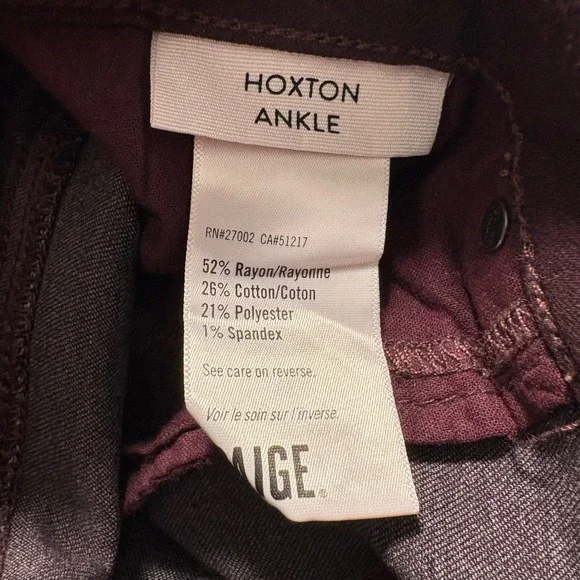 HOXTON
ANKLE
RN#27002 CA#51217
52% Rayon/Rayonne
26% Cotton/Coton
21% Polyester
1% Spandex
See care on reverse.
Voir le soin sur l'inverse.
AIGE®